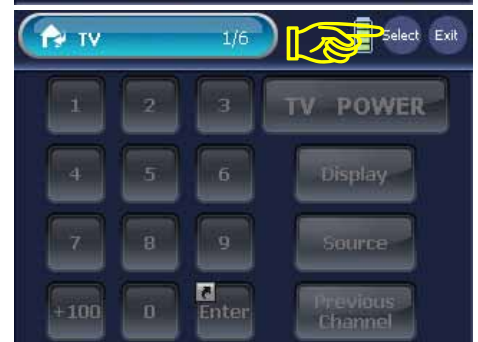 TV 1/6 Select Exit
1 2 3 TV POWER
4 5 6 Display
7 8 9 Source
+100 0 Enter Previous Channel